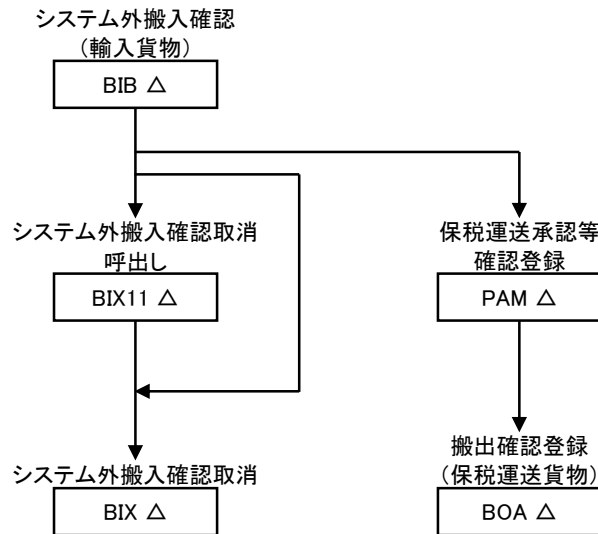 システム外搬入確認
（輸入貨物）
BIB △
システム外搬入確認取消
呼出し
BIX11 △
保税運送承認等
確認登録
PAM △
システム外搬入確認取消
BIX △
搬出確認登録
（保税運送貨物）
BOA △